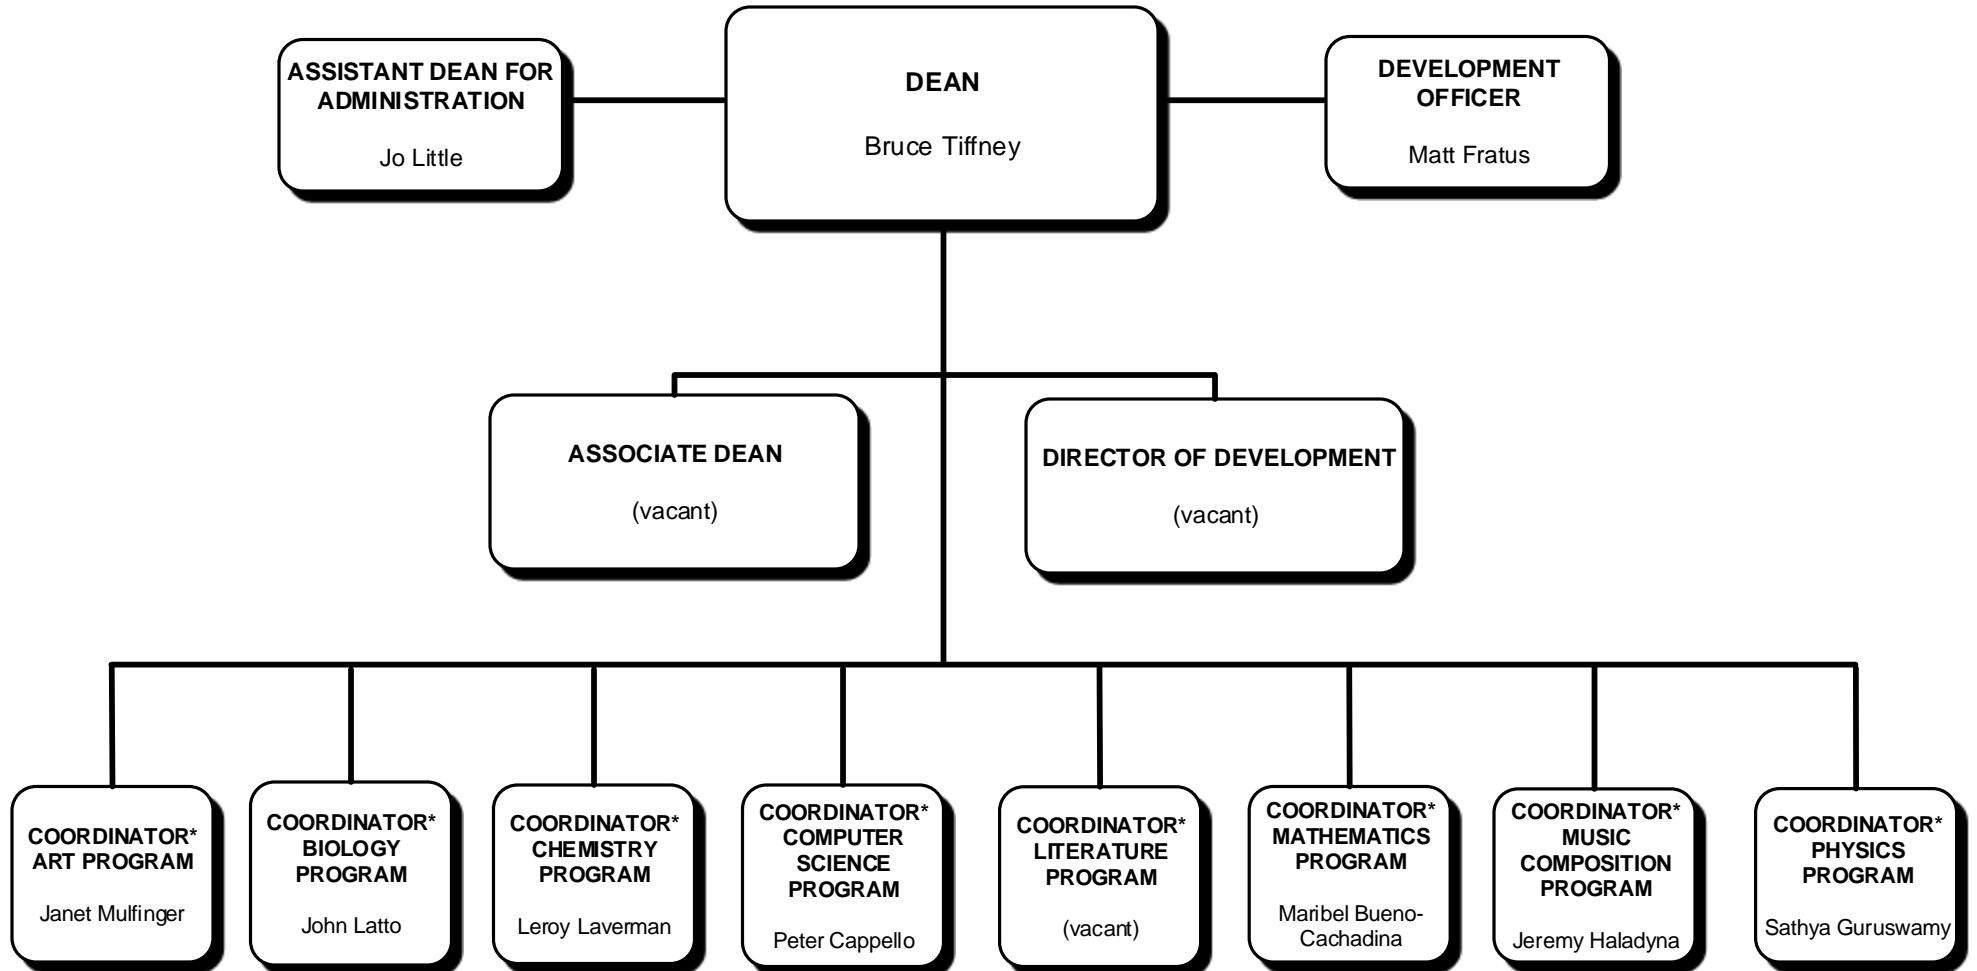 ASSISTANT DEAN FOR
ADMINISTRATION
Jo Little
DEAN
Bruce Tiffney
DEVELOPMENT
OFFICER
Matt Fratus
ASSOCIATE DEAN
(vacant)
DIRECTOR OF DEVELOPMENT
(vacant)
COORDINATOR*
ART PROGRAM
Janet Mulfinger
COORDINATOR*
BIOLOGY
PROGRAM
John Latto
COORDINATOR*
CHEMISTRY
PROGRAM
Leroy Laverman
COORDINATOR*
COMPUTER
SCIENCE
PROGRAM
Peter Cappello
COORDINATOR*
LITERATURE
PROGRAM
(vacant)
COORDINATOR*
MATHEMATICS
PROGRAM
Maribel Bueno-
Cachadina
COORDINATOR*
MUSIC
COMPOSITION
PROGRAM
Jeremy Haladyna
COORDINATOR*
PHYSICS
PROGRAM
Sathya Guruswamy